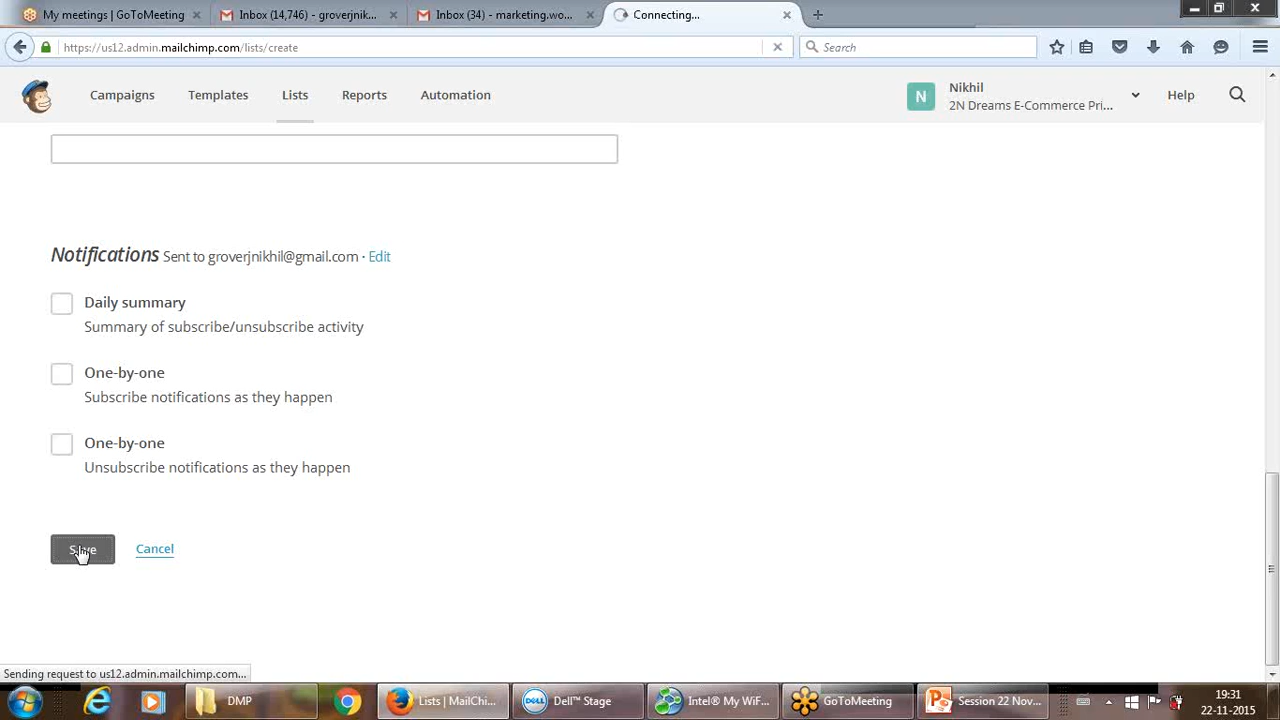 My meetings | GoToMeeting
Inbox (14,746) - groverjnikh...
Inbox (34) - marketing.wo...
Connecting...
https://us12.admin.mailchimp.com/lists/create
Search
Campaigns
Templates
Lists
Reports
Automation
N
Nikhil
2N Dreams E-Commerce Pri...
Help
Notifications Sent to groverjnikhil@gmail.com · Edit
Daily summary
Summary of subscribe/unsubscribe activity
One-by-one
Subscribe notifications as they happen
One-by-one
Unsubscribe notifications as they happen
Save
Cancel
Sending request to us12.admin.mailchimp.com...
DMP
Lists | MailChi...
DELL
Dell™ Stage
Intel® My WiF...
GoToMeeting
Session 22 Nov...
19:31
22-11-2015